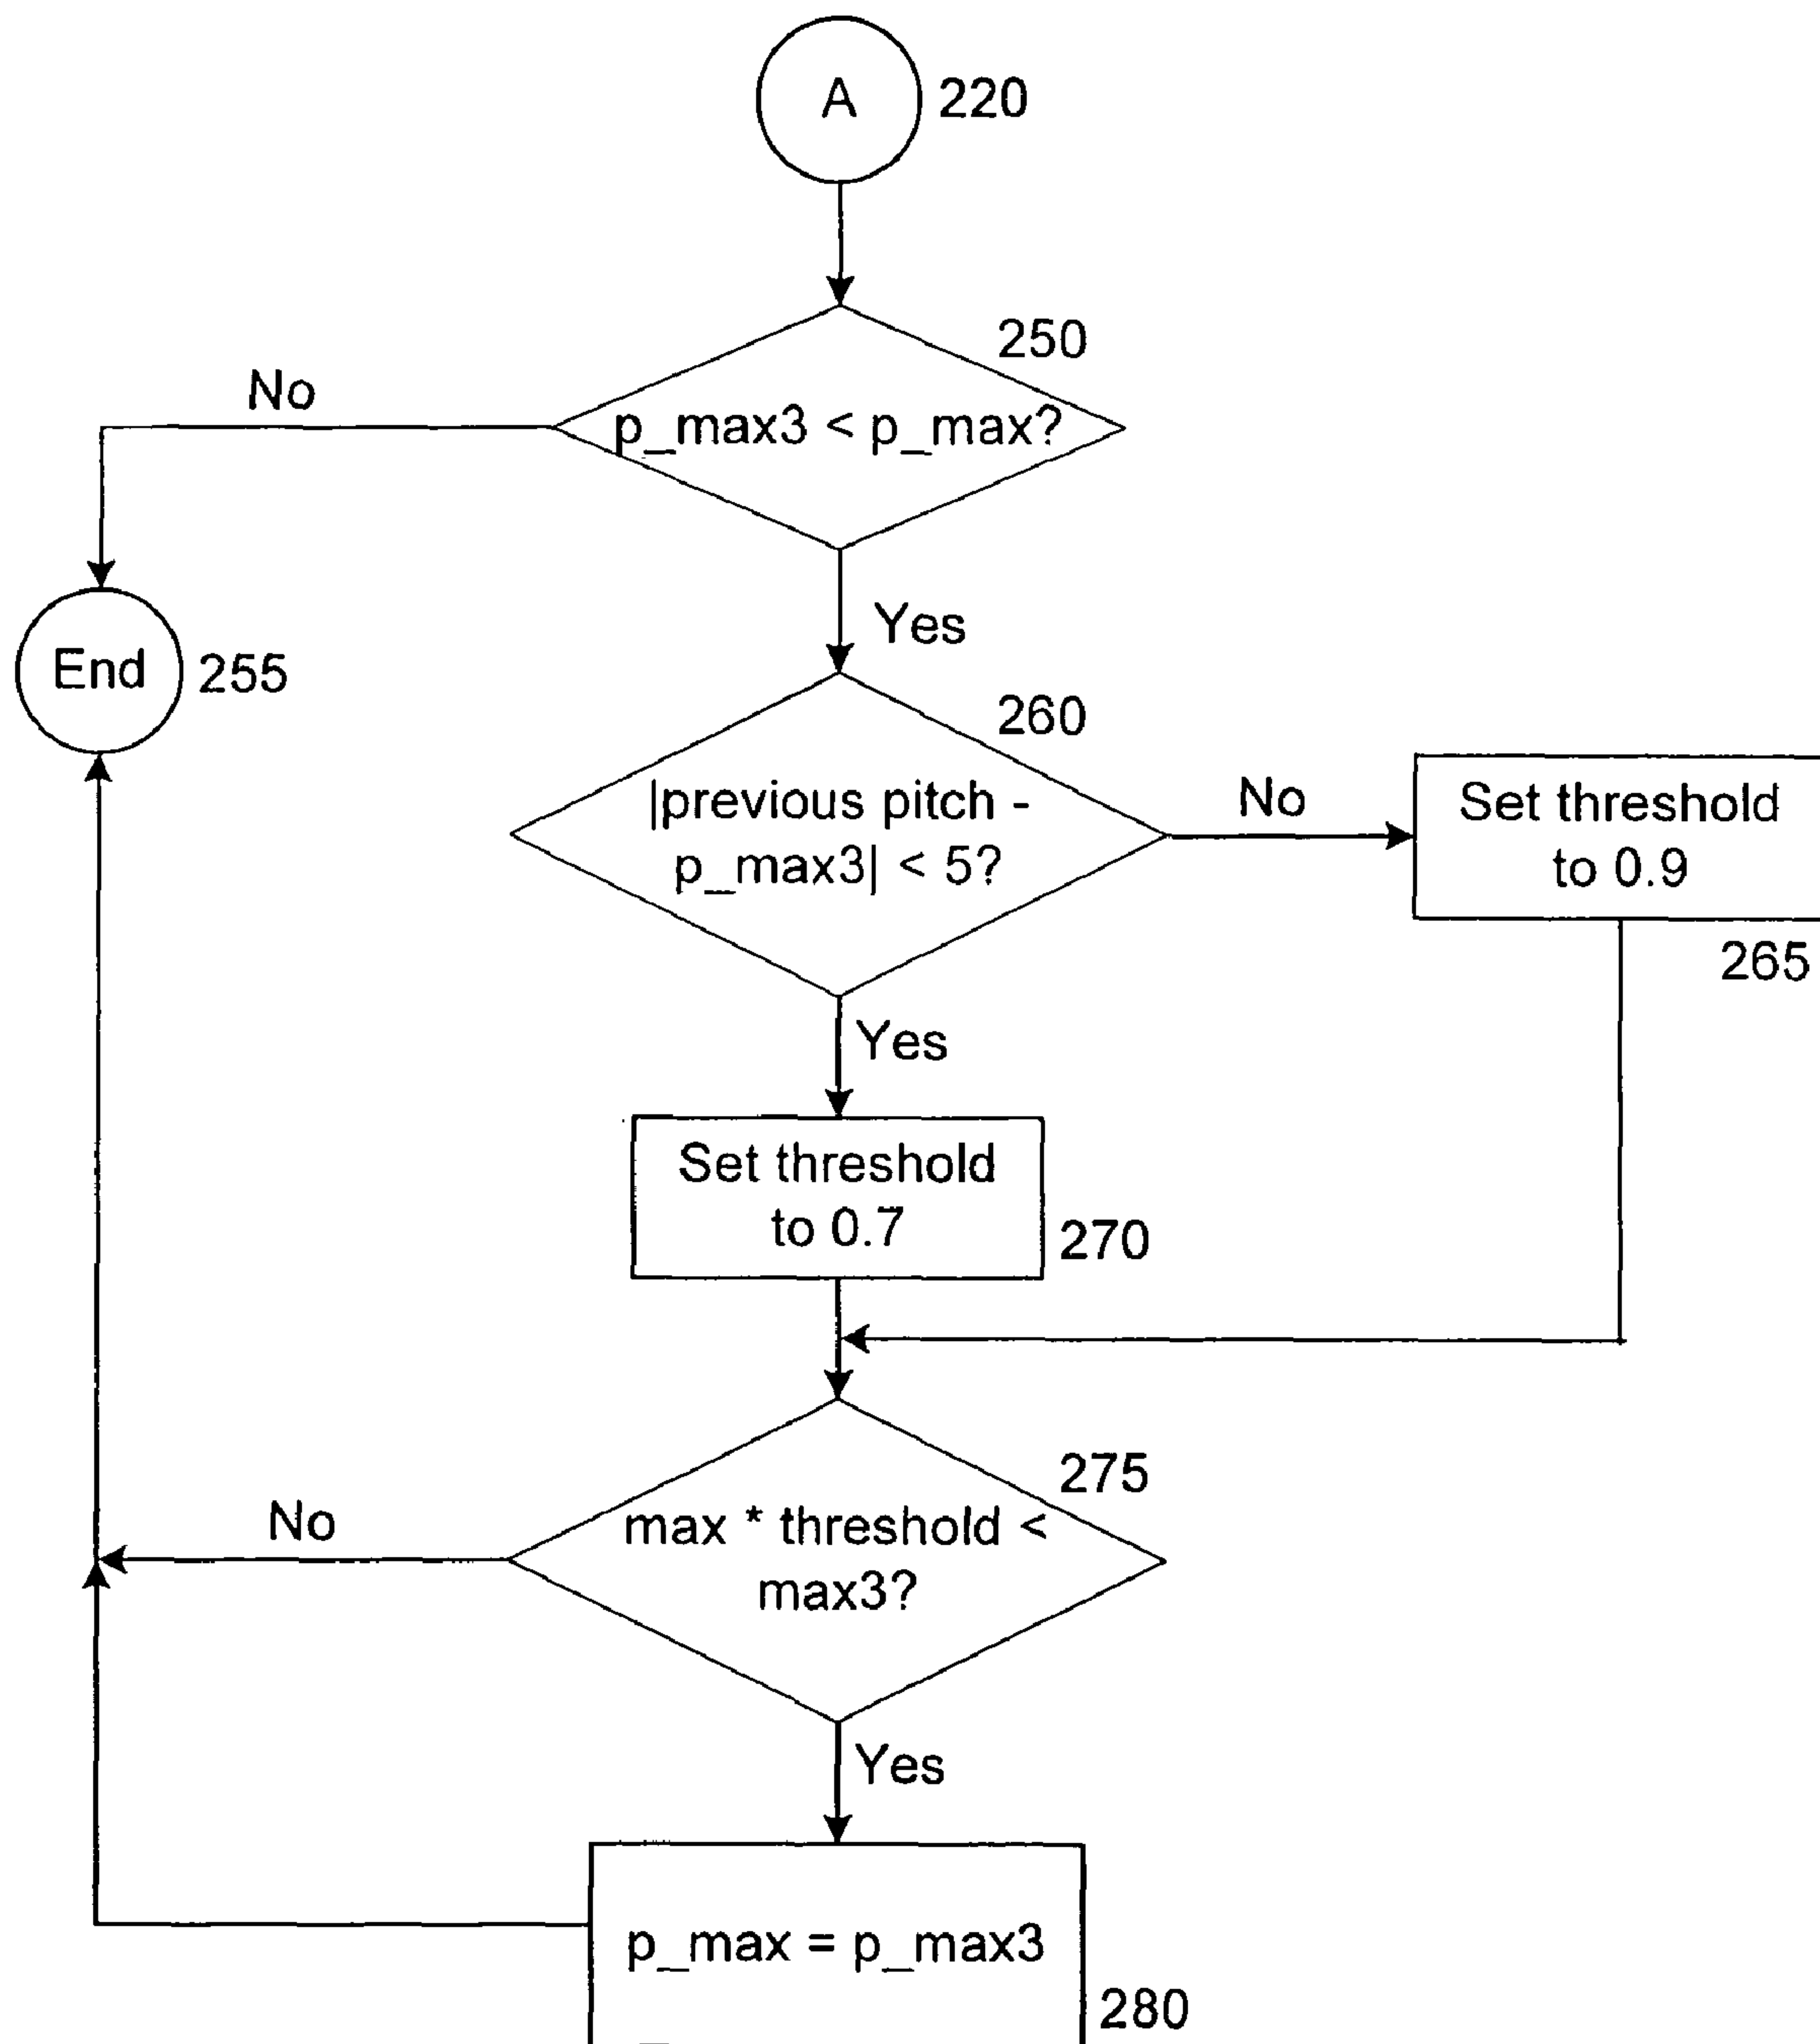 A
220
250
No
p_max3 < p_max?
Yes
End
255
260
|previous pitch -
p_max3| < 5?
No
Set threshold
to 0.9
265
Yes
Set threshold
to 0.7
270
275
No
max * threshold <
max3?
Yes
p_max = p_max3
280